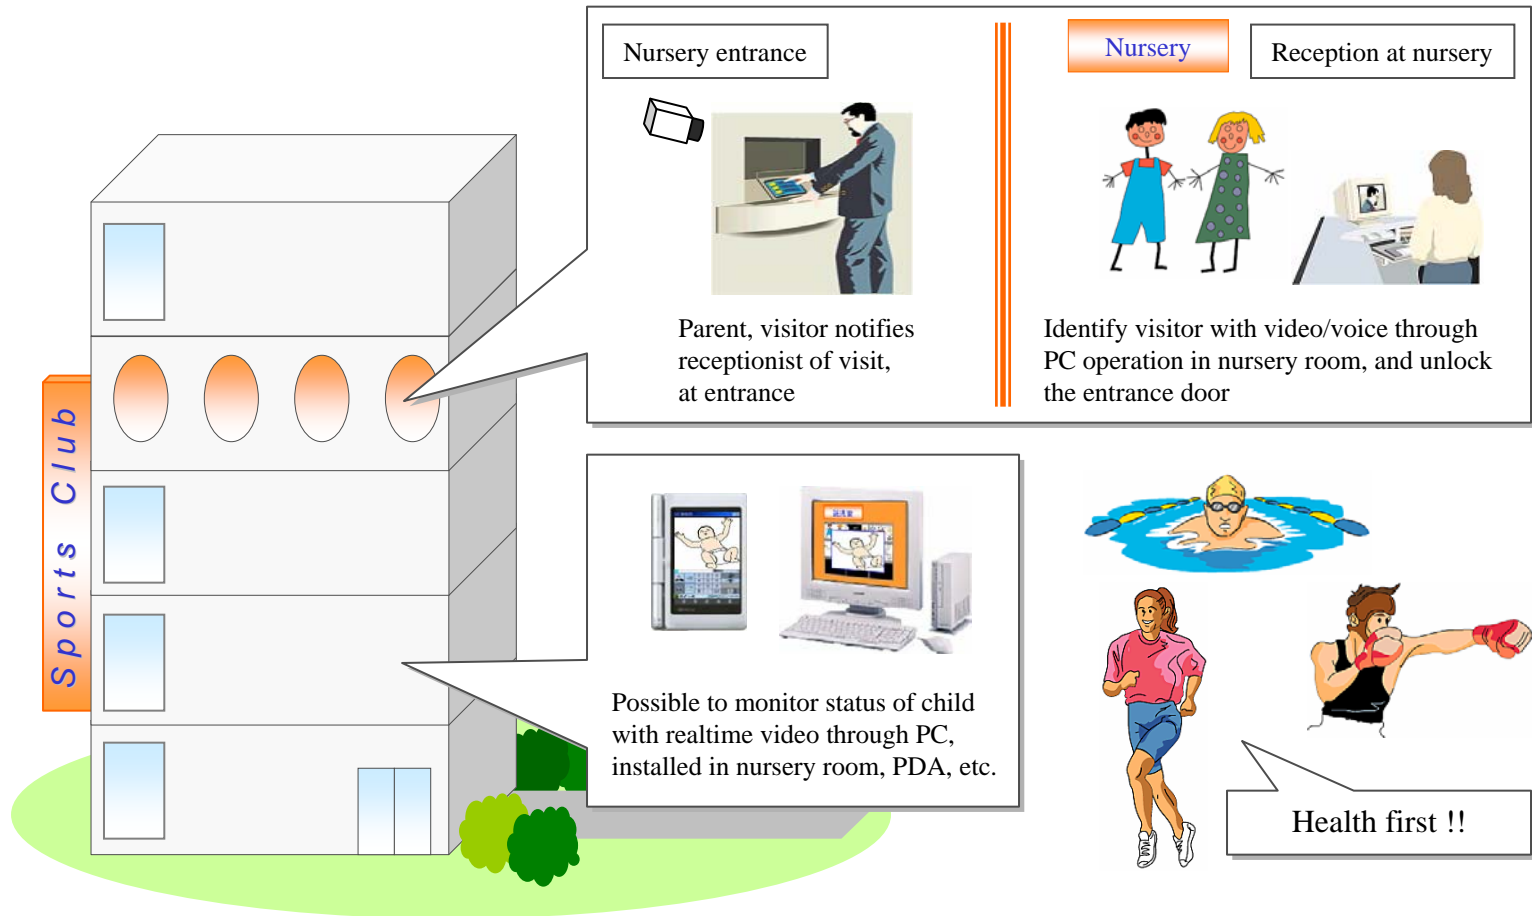 Nursery entrance
Nursery
Reception at nursery
Parent, visitor notifies
receptionist of visit,
at entrance
Identify visitor with video/voice through
PC operation in nursery room, and unlock
the entrance door
Sports Club
Possible to monitor status of child
with realtime video through PC,
installed in nursery room, PDA, etc.
Health first !!